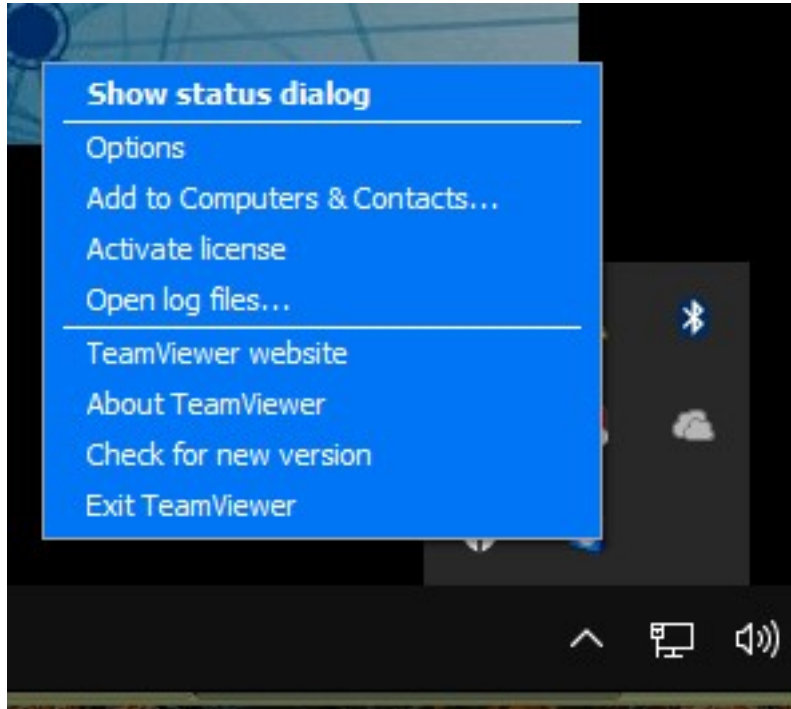 Show status dialog
Options
Add to Computers & Contacts...
Activate license
Open log files...
TeamViewer website
About TeamViewer
Check for new version
Exit TeamViewer